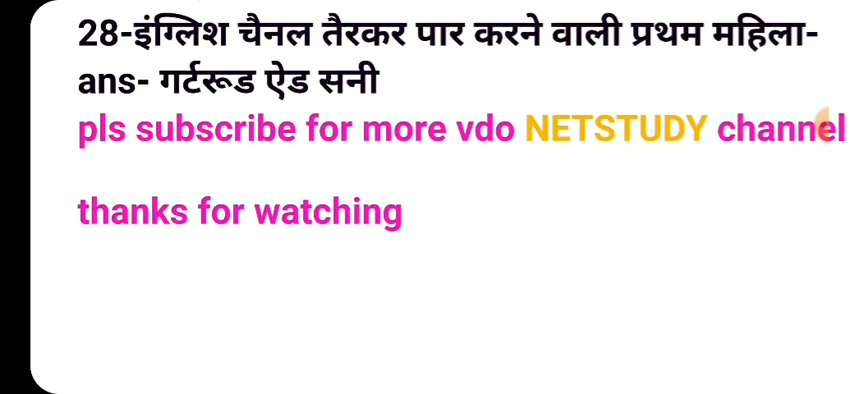 28-इंग्लिश चैनल तैरकर पार करने वाली प्रथम महिला-
ans- गर्टरूड ऐड सनी
pls subscribe for more vdo NETSTUDY channel
thanks for watching